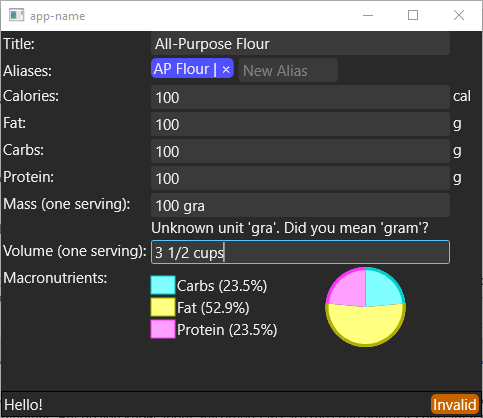 app-name
Title: All-Purpose Flour
Aliases: AP Flour | × New Alias
Calories: 100 cal
Fat: 100 g
Carbs: 100 g
Protein: 100 g
Mass (one serving): 100 gra
Unknown unit 'gra'. Did you mean 'gram'?
Volume (one serving): 3 1/2 cups
Macronutrients:
Carbs (23.5%)
Fat (52.9%)
Protein (23.5%)
Hello! Invalid